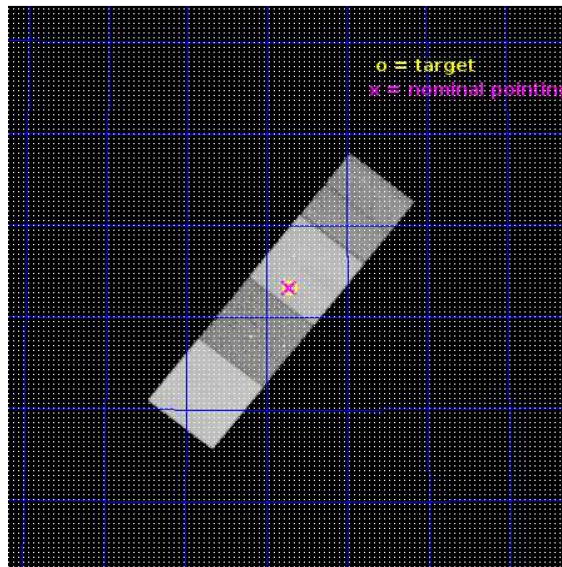 o = target
x = nominal pointing